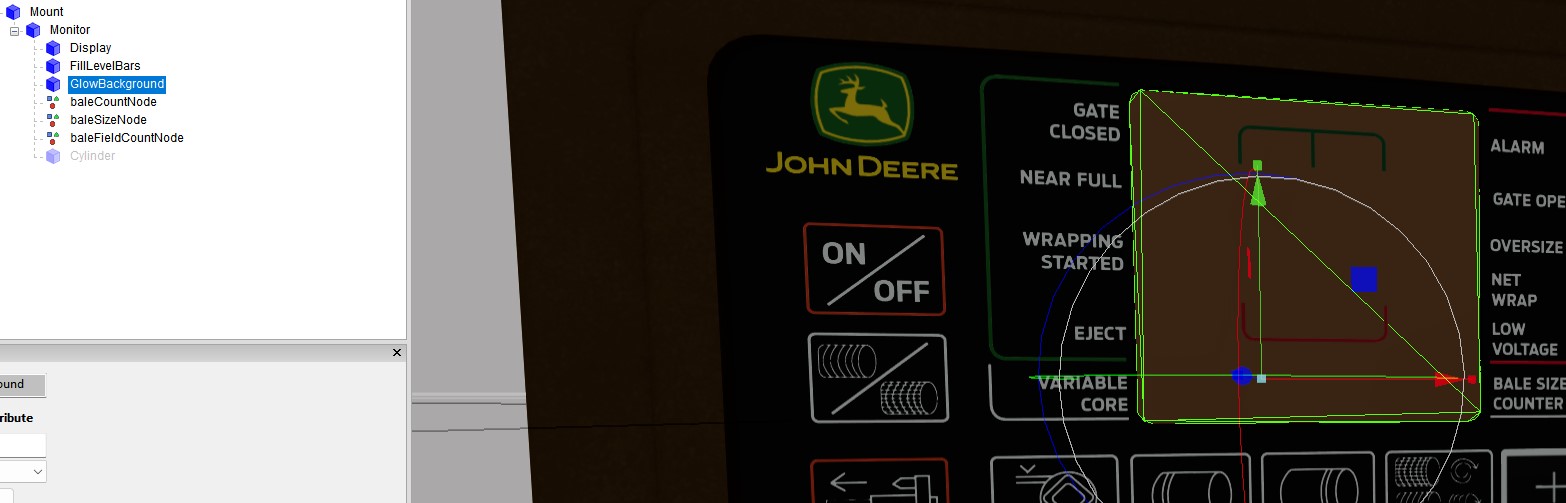 Mount
Monitor
Display
FillLevelBars
GlowBackground
baleCountNode
baleSizeNode
baleFieldCountNode
Cylinder
ound
ribute
JOHN DEERE
ON
OFF
GATE
CLOSED
NEAR FULL
WRAPPING
STARTED
EJECT
VARIABLE
CORE
ALARM
GATE OPE
OVERSIZE
NET
WRAP
LOW
VOLTAGE
BALE SIZE
COUNTER